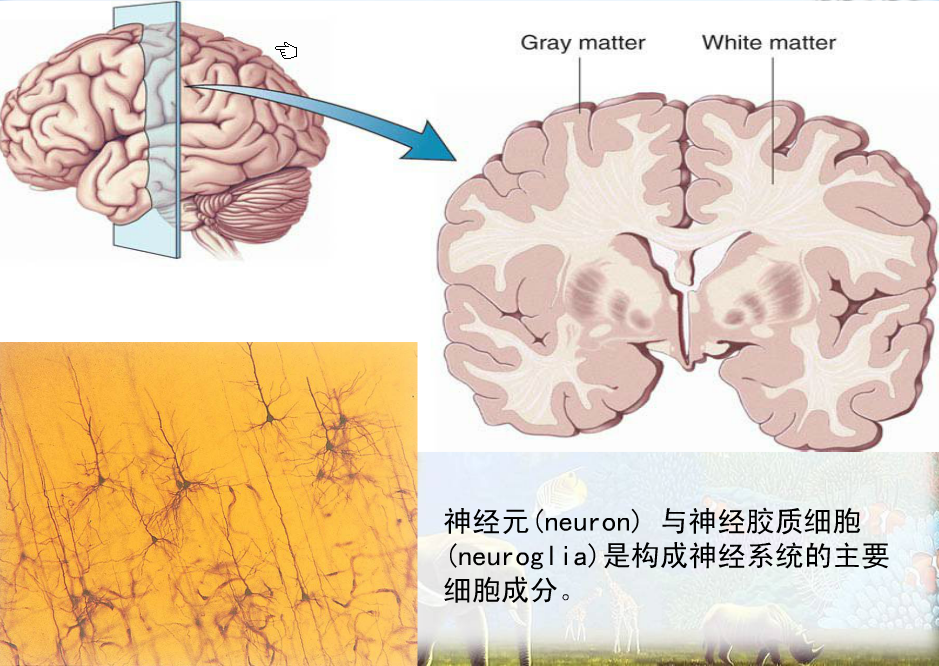 Gray matter
White matter
神经元(neuron) 与神经胶质细胞
(neuroglia)是构成神经系统的主要
细胞成分。